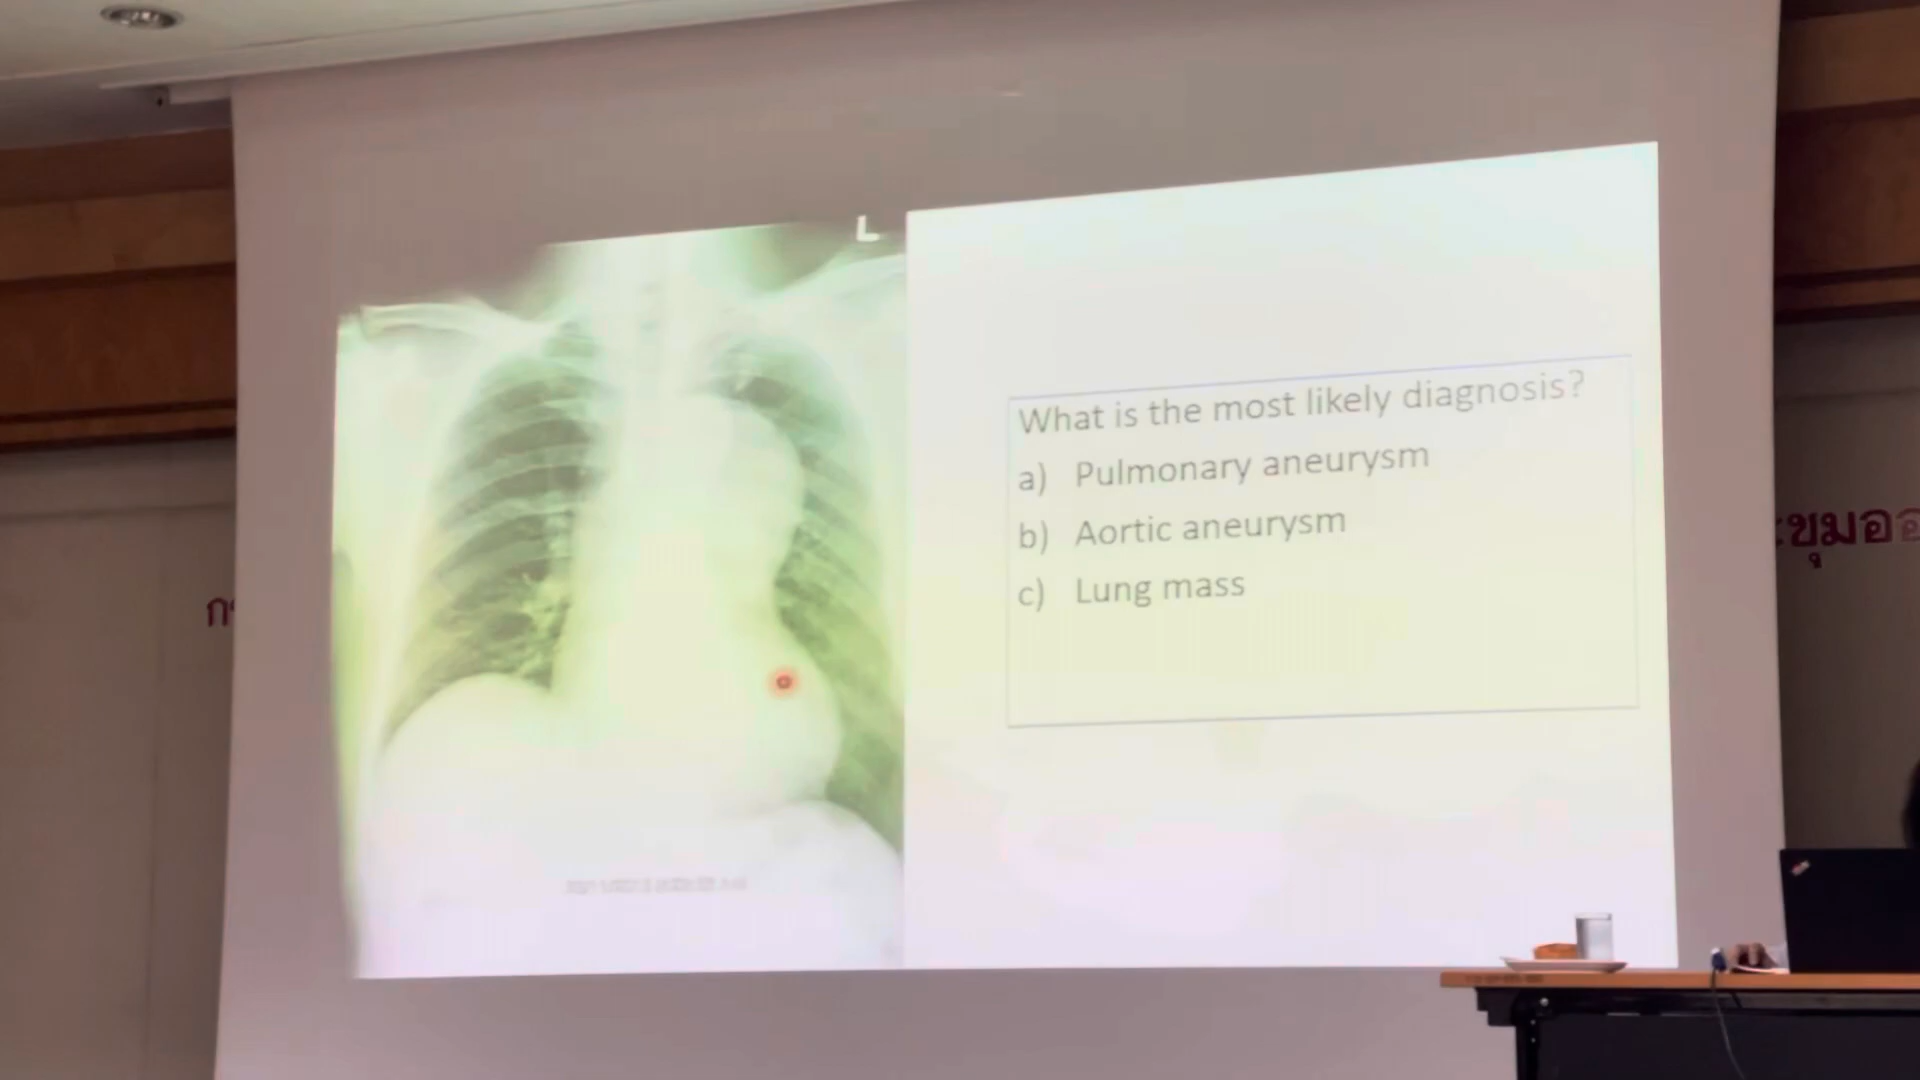 L
What is the most likely diagnosis?
a) Pulmonary aneurysm
b) Aortic aneurysm
c) Lung mass